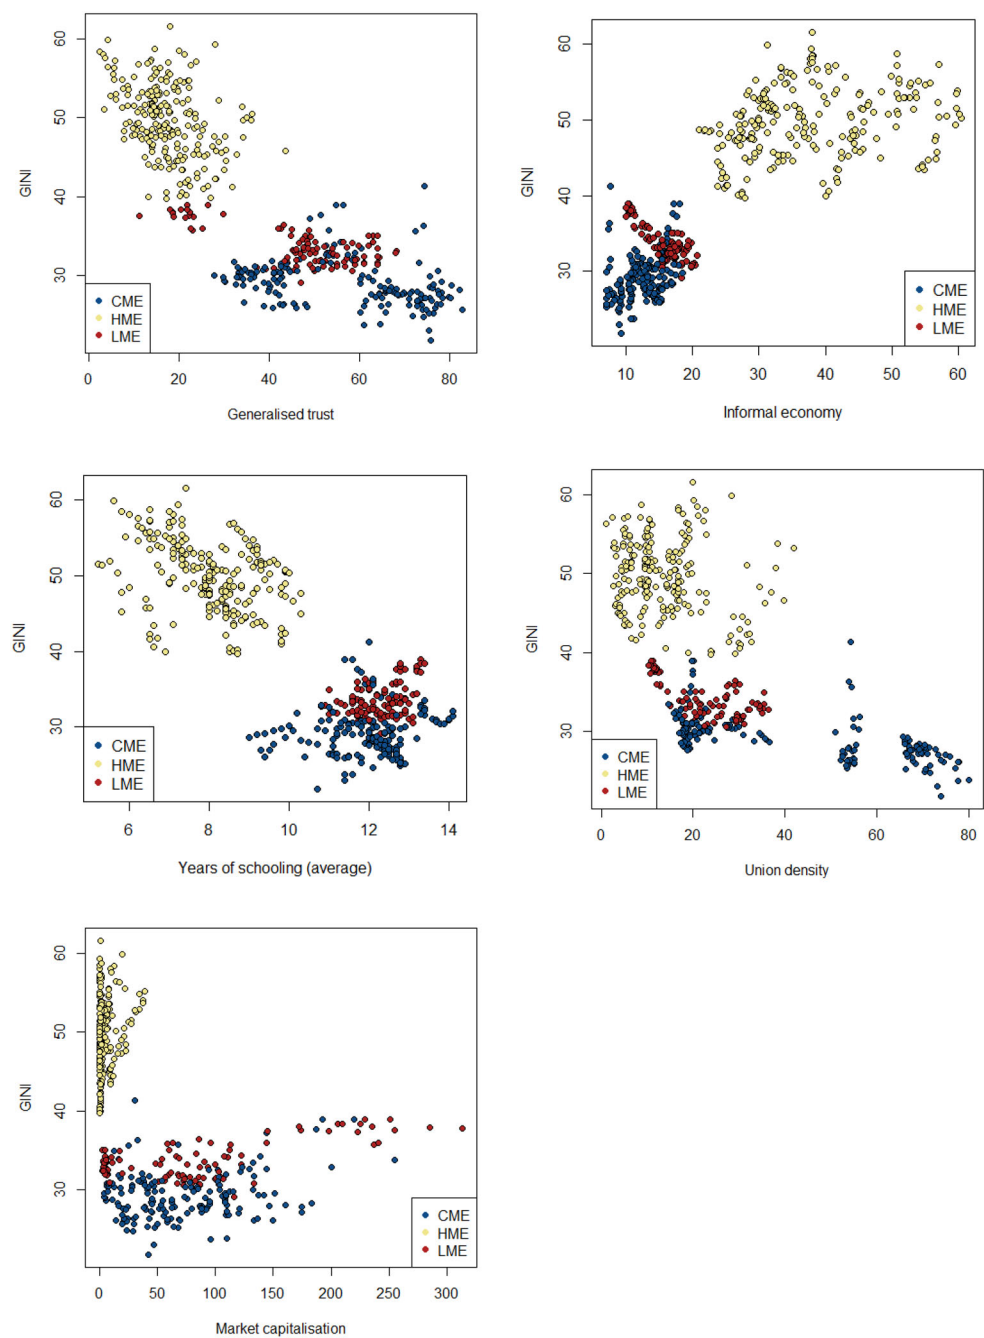 60
50
40
30
GINI
CME
HME
LME
0 20 40 60 80
Generalised trust
60
50
40
30
GINI
CME
HME
LME
10 20 30 40 50 60
Informal economy
60
50
40
30
GINI
CME
HME
LME
6 8 10 12 14
Years of schooling (average)
60
50
40
30
GINI
CME
HME
LME
0 20 40 60 80
Union density
60
50
40
30
GINI
CME
HME
LME
0 50 100 150 200 250 300
Market capitalisation